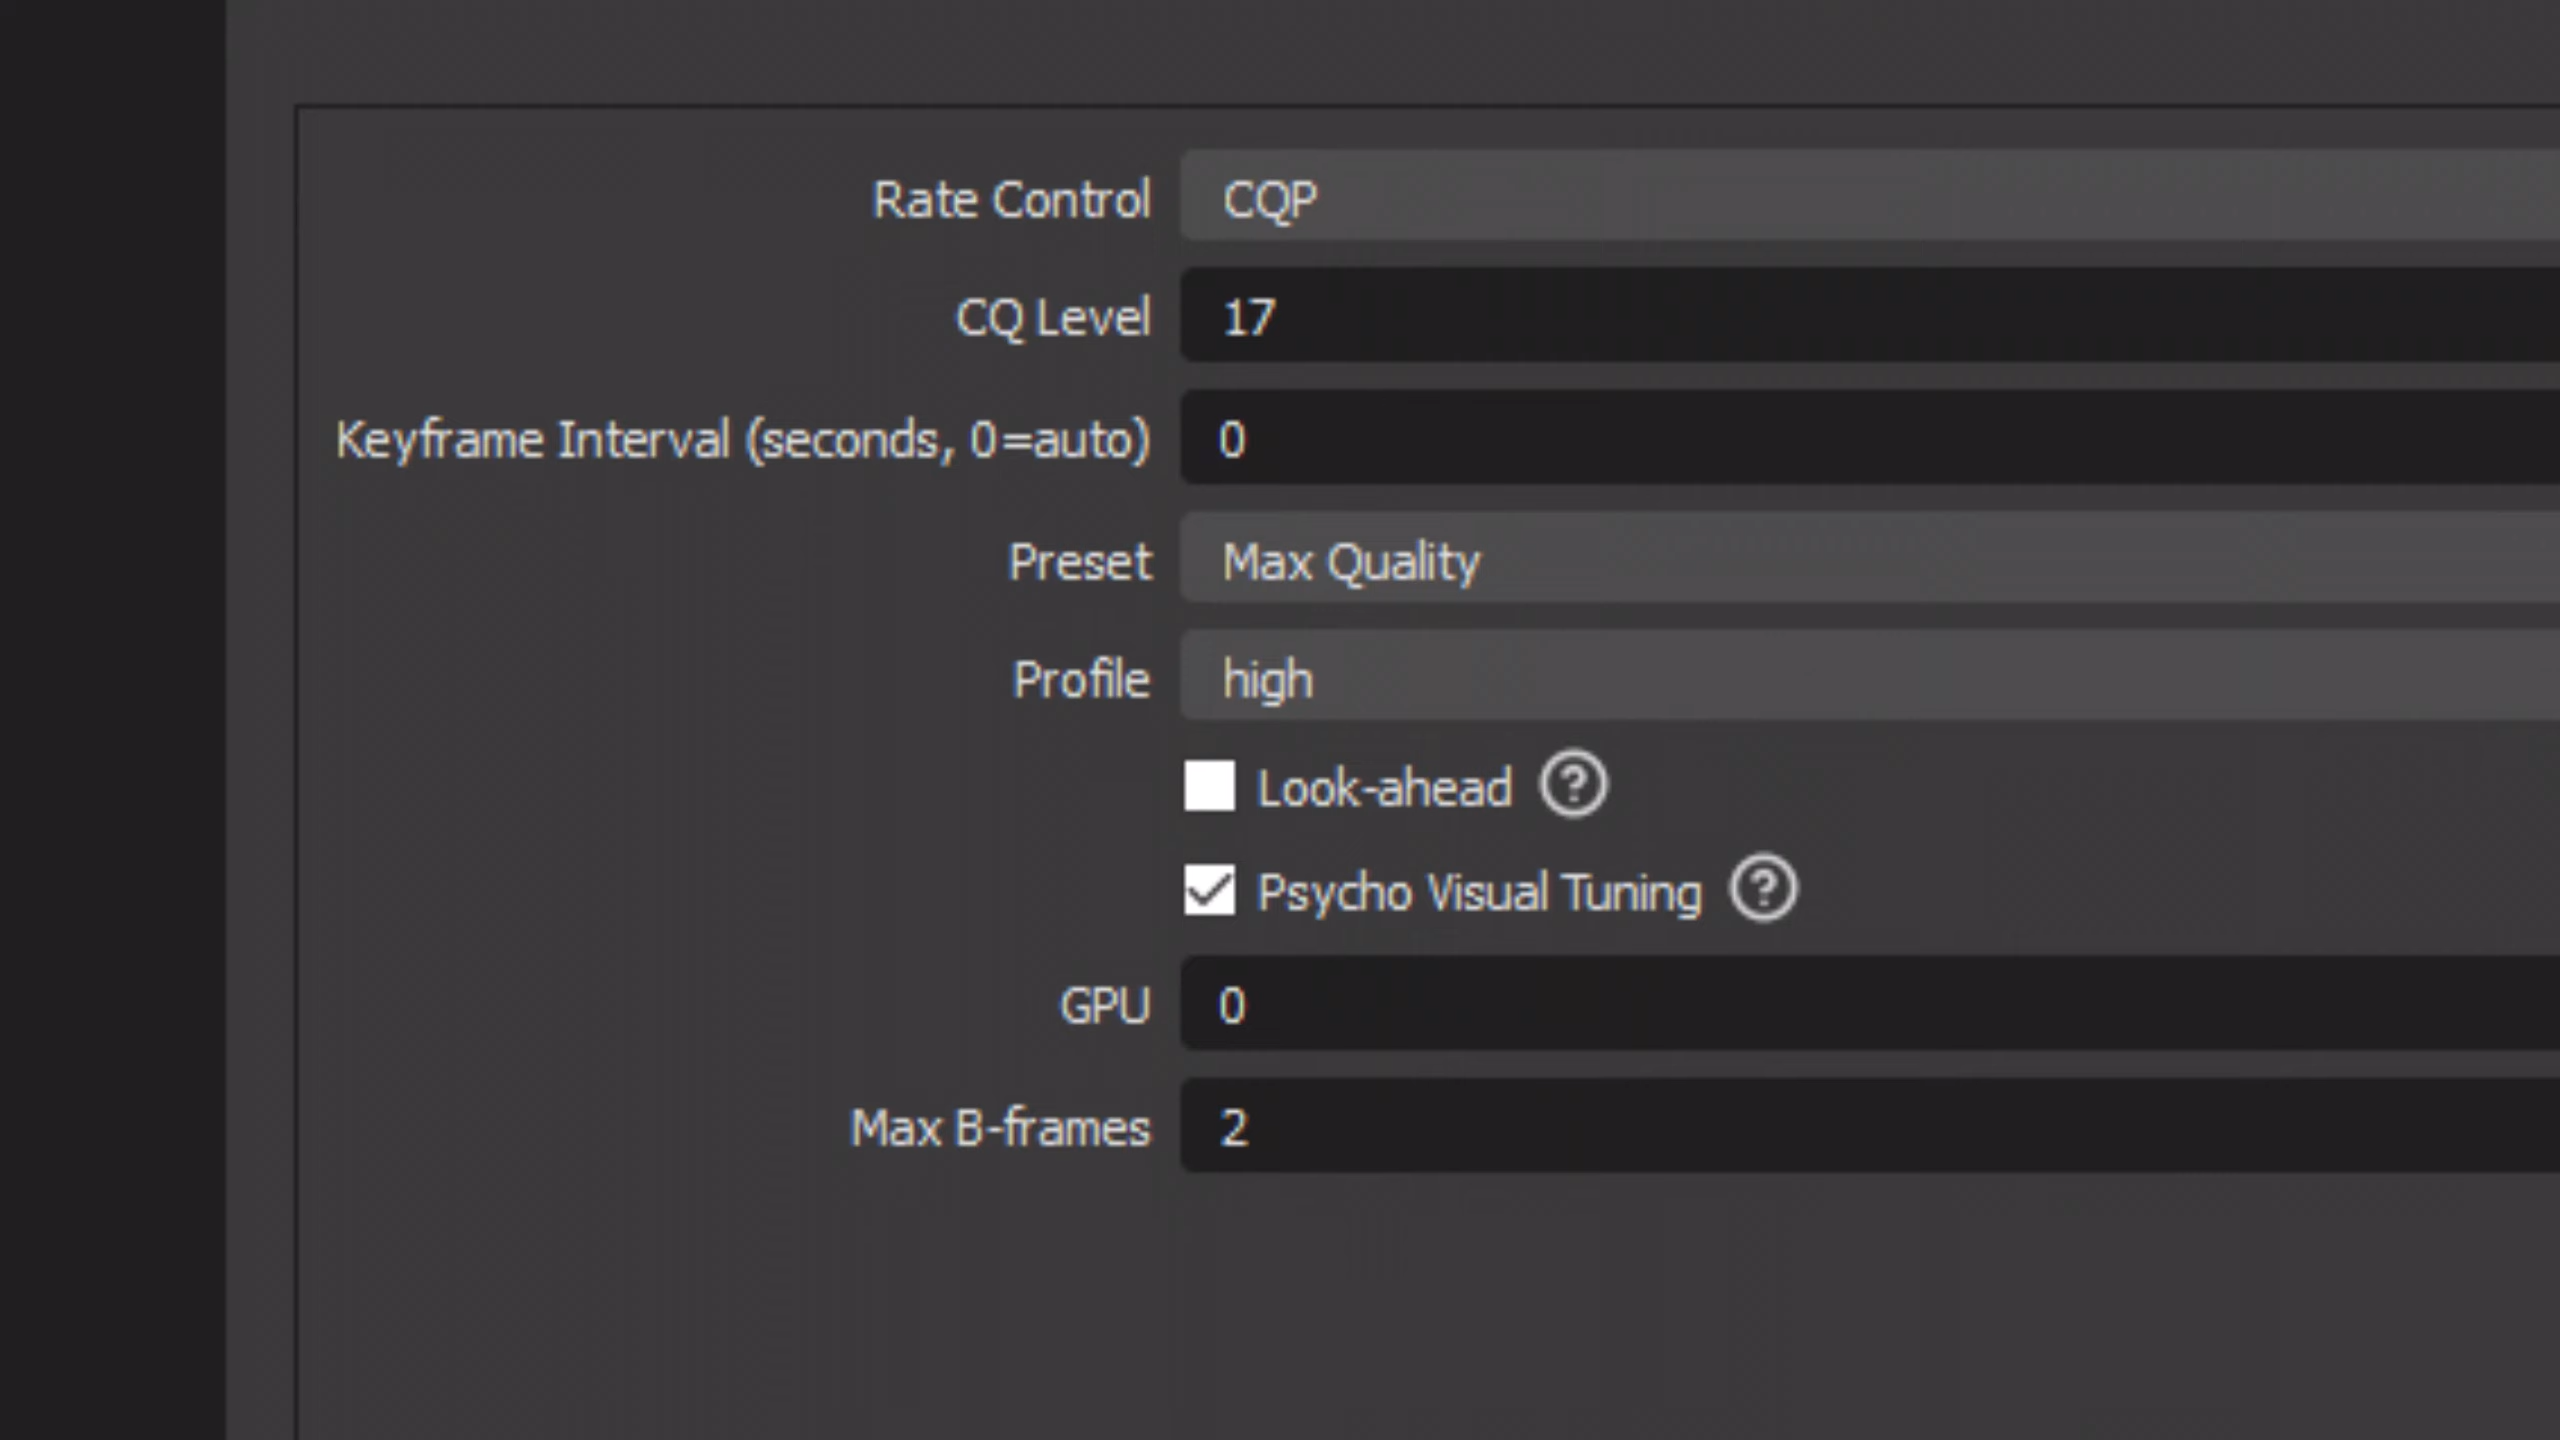 Rate Control CQP
CQ Level 17
Keyframe Interval (seconds, 0=auto) 0
Preset Max Quality
Profile high
Look-ahead ?
Psycho Visual Tuning ?
GPU 0
Max B-frames 2